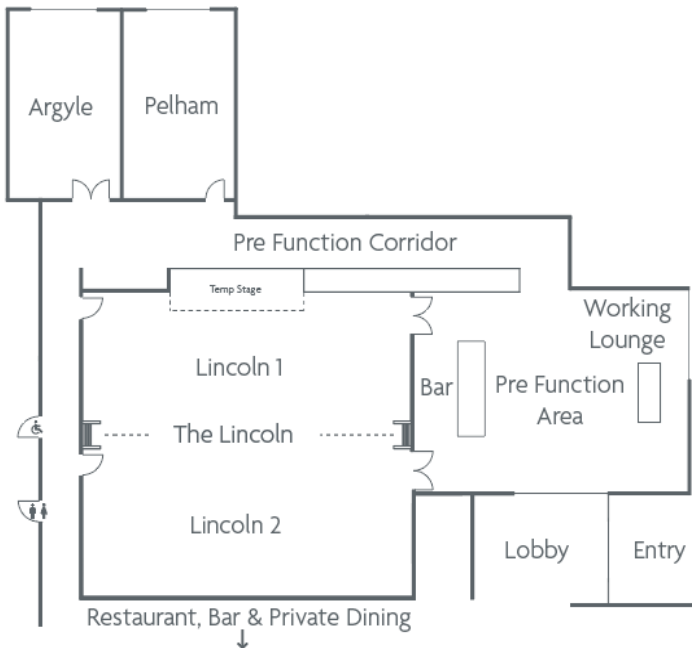 Argyle
Pelham
Pre Function Corridor
Temp Stage
Working
Lounge
Lincoln 1
Bar
Pre Function
Area
The Lincoln
Lincoln 2
Lobby
Entry
Restaurant, Bar & Private Dining